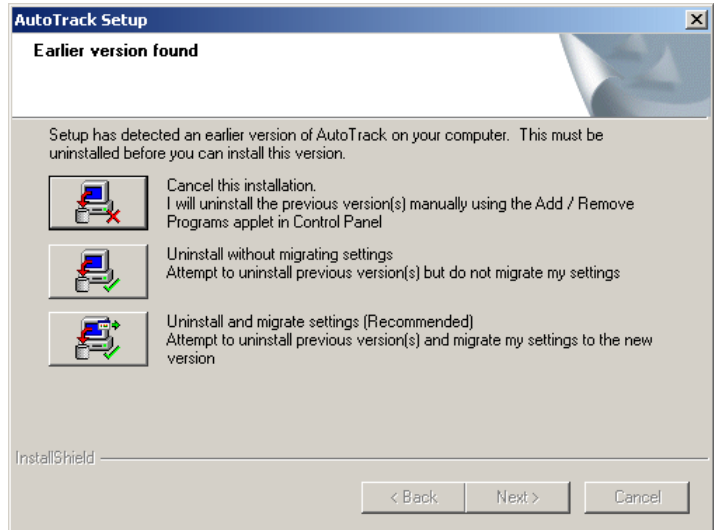 AutoTrack Setup
Earlier version found
Setup has detected an earlier version of AutoTrack on your computer.  This must be
uninstalled before you can install this version.
Cancel this installation.
I will uninstall the previous version(s) manually using the Add / Remove
Programs applet in Control Panel
Uninstall without migrating settings
Attempt to uninstall previous version(s) but do not migrate my settings
Uninstall and migrate settings (Recommended)
Attempt to uninstall previous version(s) and migrate my settings to the new
version
InstallShield
< Back Next > Cancel